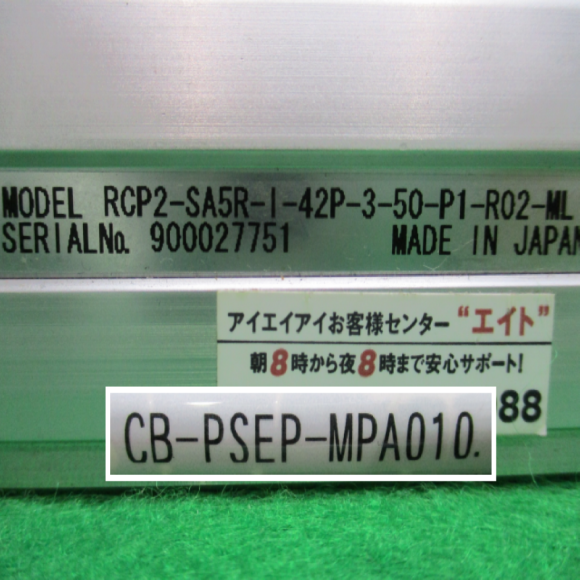 MODEL RCP2-SA5R-I-42P-3-50-P1-R02-ML
SERIALNo. 900027751 MADE IN JAPAN
アイエイアイお客様センター “エイト”
朝8時から夜8時まで安心サポート!
88
CB-PSEP-MPA010.